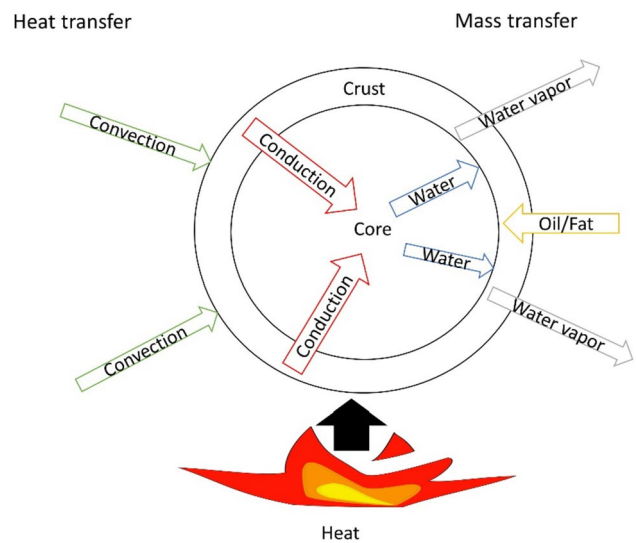 Heat transfer
Mass transfer
Crust
Convection
Conduction
Water vapor
Water
Core
Oil/Fat
Water
Conduction
Convection
Water vapor
Heat